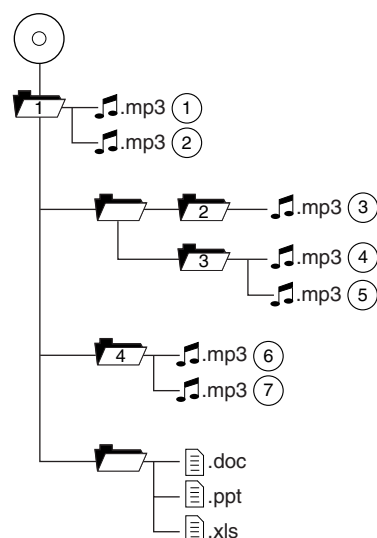 1 .mp3 1
.mp3 2
2 .mp3 3
3 .mp3 4
.mp3 5
4 .mp3 6
.mp3 7
.doc
.ppt
.xls